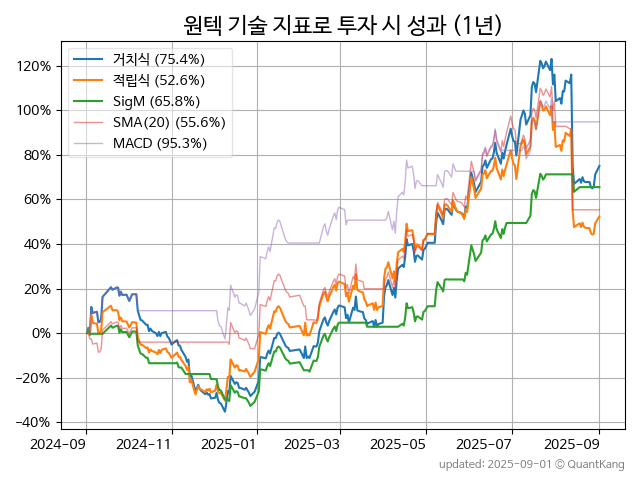 원텍 기술 지표로 투자 시 성과 (1년)
거치식 (75.4%)
적립식 (52.6%)
SigM (65.8%)
SMA(20) (55.6%)
MACD (95.3%)
120%
100%
80%
60%
40%
20%
0%
−20%
−40%
2024-09 2024-11 2025-01 2025-03 2025-05 2025-07 2025-09
updated: 2025-09-01 © QuantKang